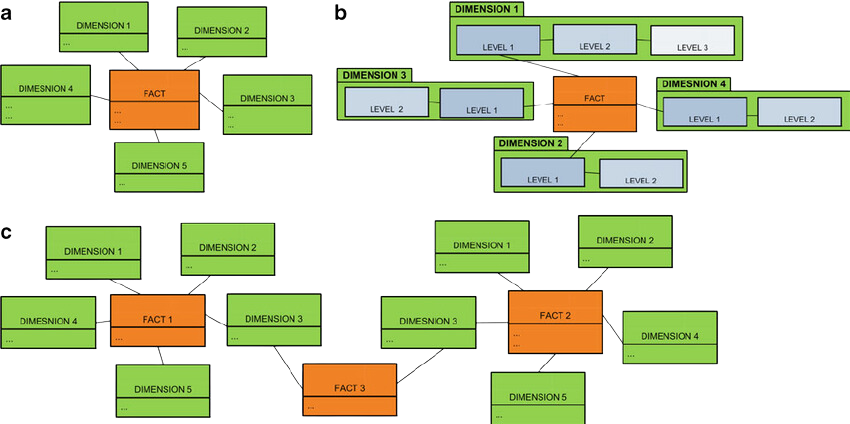 a
DIMENSION 1
...
DIMENSION 2
...
DIMESNION 4
...
...
FACT
...
...
DIMENSION 3
...
DIMENSION 5
...
b
DIMENSION 1
LEVEL 1
LEVEL 2
LEVEL 3
DIMENSION 3
LEVEL 2
LEVEL 1
FACT
...
...
DIMESNION 4
LEVEL 1
LEVEL 2
DIMENSION 2
LEVEL 1
LEVEL 2
c
DIMENSION 1
...
DIMENSION 2
...
DIMESNION 4
...
FACT 1
...
DIMENSION 3
...
DIMENSION 5
...
FACT 3
...
DIMENSION 1
...
DIMENSION 2
...
DIMESNION 3
...
FACT 2
...
...
DIMENSION 4
...
DIMENSION 5
...